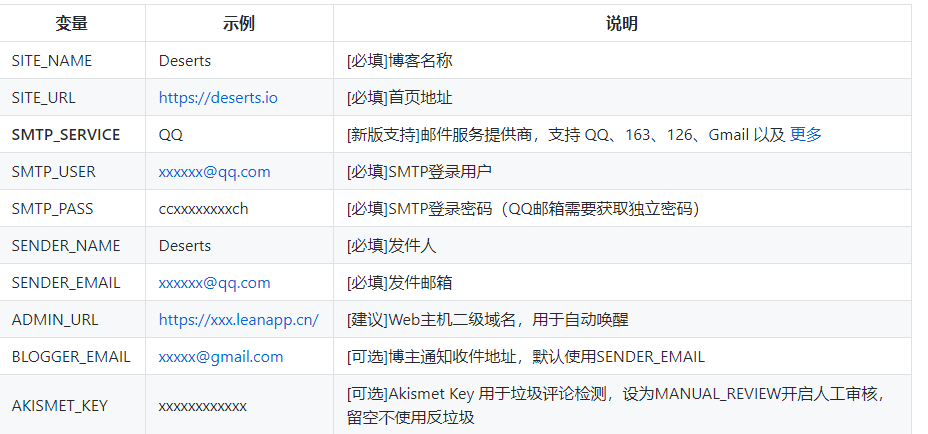 变量 示例 说明
SITE_NAME Deserts [必填]博客名称
SITE_URL https://deserts.io [必填]首页地址
SMTP_SERVICE QQ [新版支持]邮件服务提供商，支持 QQ、163、126、Gmail 以及 更多
SMTP_USER xxxxxx@qq.com [必填]SMTP登录用户
SMTP_PASS ccxxxxxxxxch [必填]SMTP登录密码（QQ邮箱需要获取独立密码）
SENDER_NAME Deserts [必填]发件人
SENDER_EMAIL xxxxxx@qq.com [必填]发件邮箱
ADMIN_URL https://xxx.leanapp.cn/ [建议]Web主机二级域名，用于自动唤醒
BLOGGER_EMAIL xxxxx@gmail.com [可选]博主通知收件地址，默认使用SENDER_EMAIL
AKISMET_KEY xxxxxxxxxxxx [可选]Akismet Key 用于垃圾评论检测，设为MANUAL_REVIEW开启人工审核，
留空不使用反垃圾